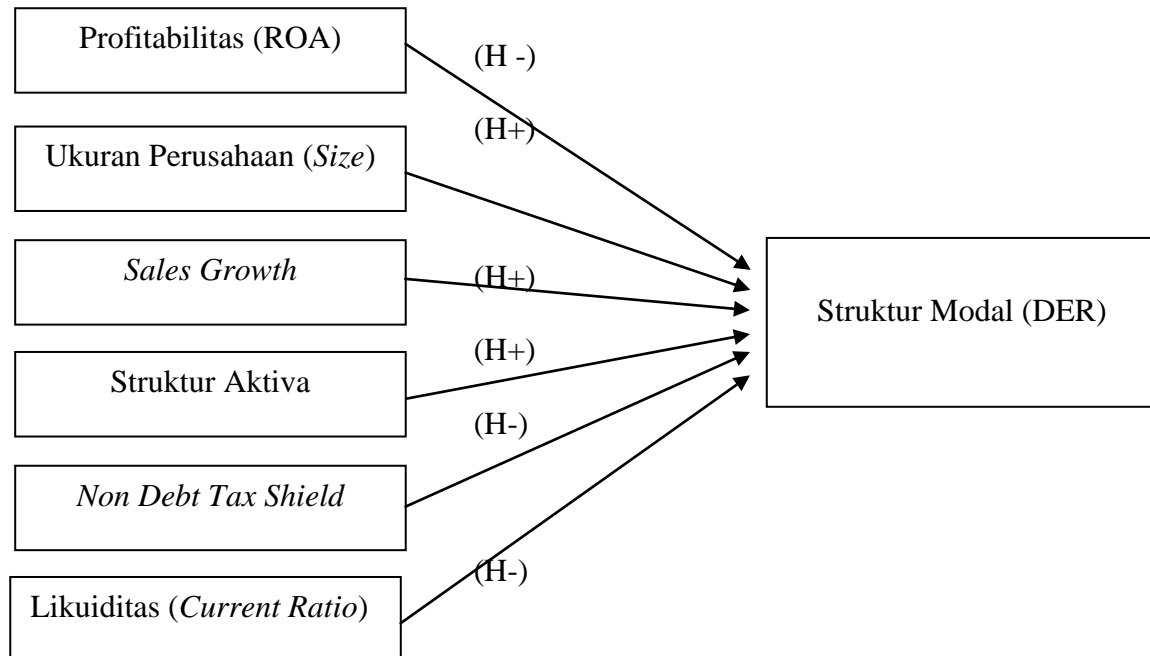 Profitabilitas (ROA)
(H -)
(H+)
Ukuran Perusahaan (Size)
Sales Growth
(H+)
Struktur Modal (DER)
(H+)
Struktur Aktiva
(H-)
Non Debt Tax Shield
(H-)
Likuiditas (Current Ratio)